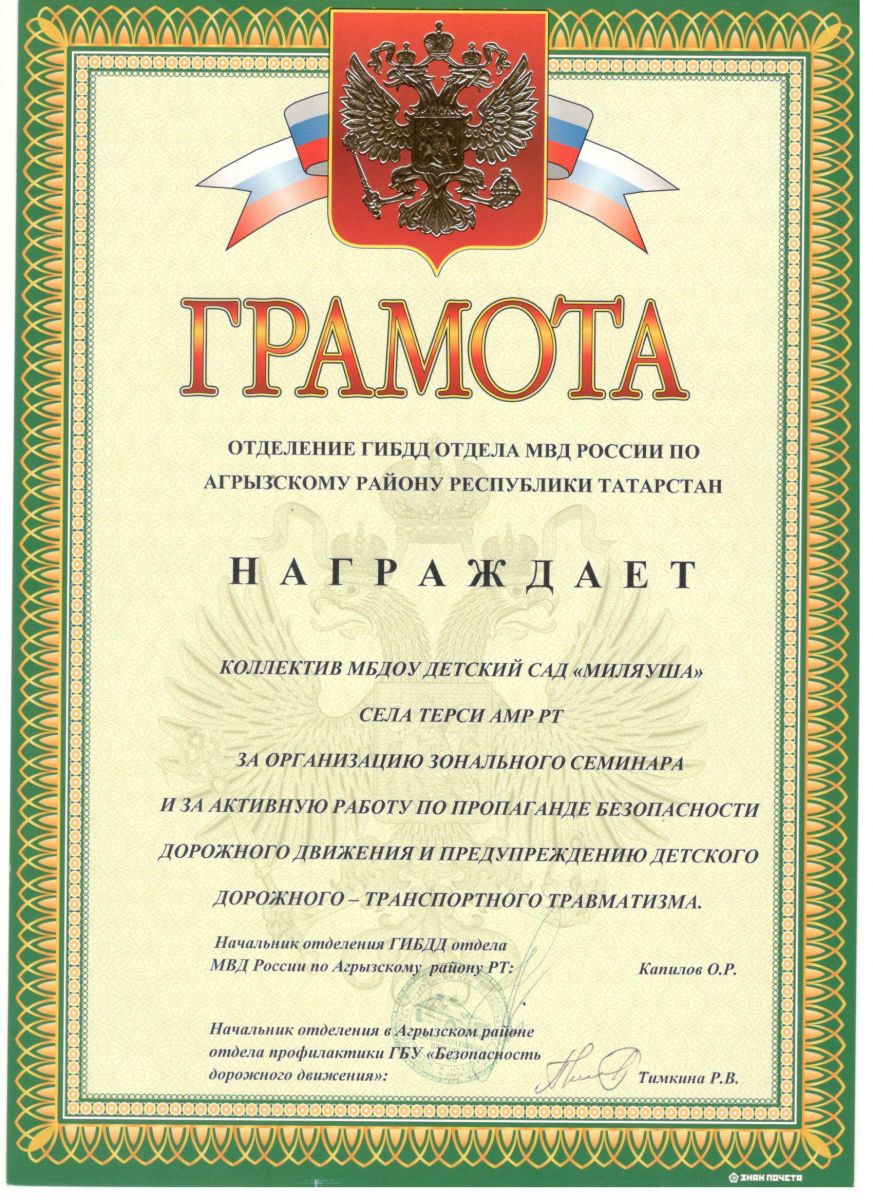 ГРАМОТА
ОТДЕЛЕНИЕ ГИБДД ОТДЕЛА МВД РОССИИ ПО
АГРЫЗСКОМУ РАЙОНУ РЕСПУБЛИКИ ТАТАРСТАН
НАГРАЖДАЕТ
КОЛЛЕКТИВ МБДОУ ДЕТСКИЙ САД «МИЛЯУША»
СЕЛА ТЕРСИ АМР РТ
ЗА ОРГАНИЗАЦИЮ ЗОНАЛЬНОГО СЕМИНАРА
И ЗА АКТИВНУЮ РАБОТУ ПО ПРОПАГАНДЕ БЕЗОПАСНОСТИ
ДОРОЖНОГО ДВИЖЕНИЯ И ПРЕДУПРЕЖДЕНИЮ ДЕТСКОГО
ДОРОЖНОГО – ТРАНСПОРТНОГО ТРАВМАТИЗМА.
Начальник отделения ГИБДД отдела
МВД России по Агрызскому району РТ: Капилов О.Р.
Начальник отделения в Агрызском районе
отдела профилактики ГБУ «Безопасность
дорожного движения»: Тимкина Р.В.
ЗНАК ПОЧЕТА